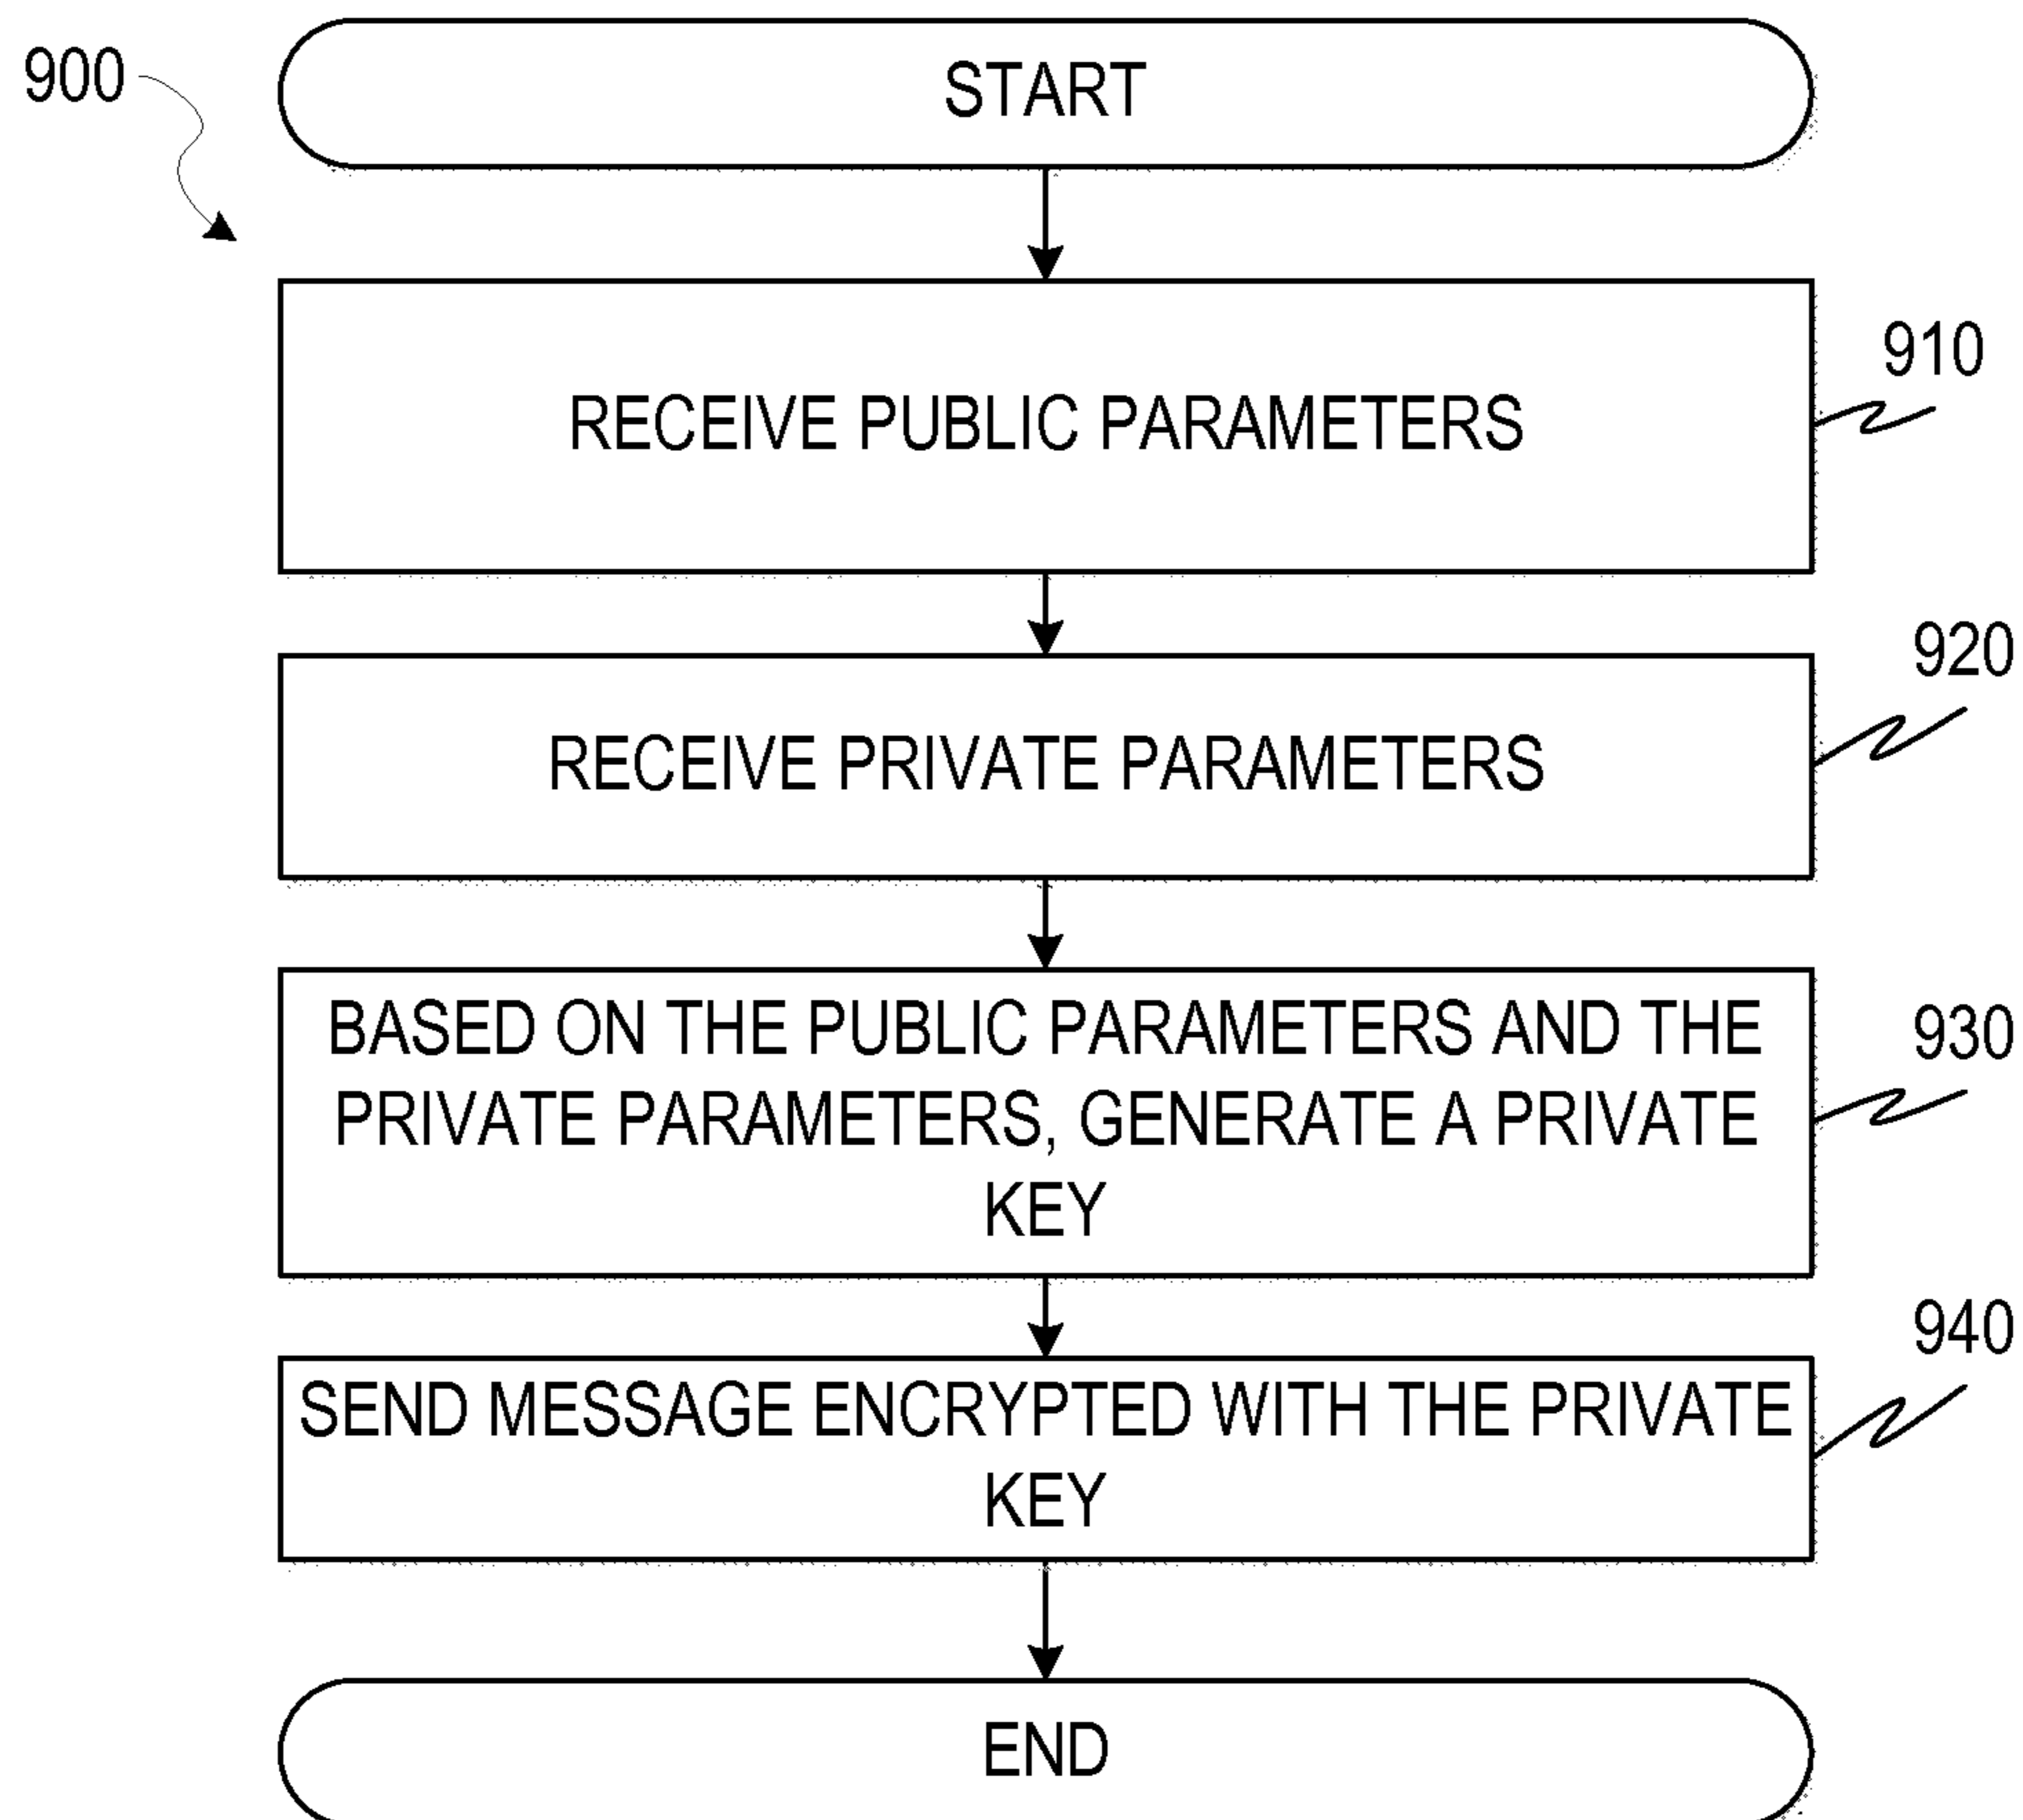 900
START
910
RECEIVE PUBLIC PARAMETERS
920
RECEIVE PRIVATE PARAMETERS
930
BASED ON THE PUBLIC PARAMETERS AND THE
PRIVATE PARAMETERS, GENERATE A PRIVATE
KEY
940
SEND MESSAGE ENCRYPTED WITH THE PRIVATE
KEY
END